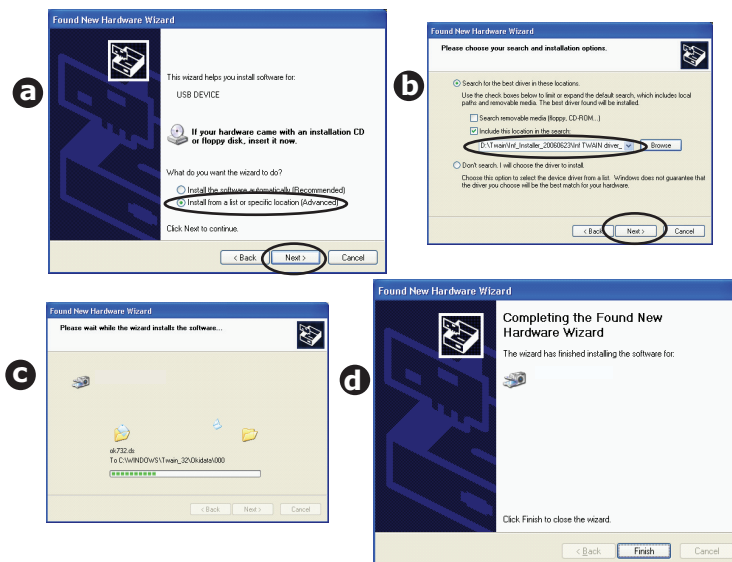 a
Found New Hardware Wizard
This wizard helps you install software for:
USB DEVICE
If your hardware came with an installation CD
or floppy disk, insert it now.
What do you want the wizard to do?
Install the software automatically (Recommended)
Install from a list or specific location (Advanced)
Click Next to continue.
< Back
Next >
Cancel
b
Found New Hardware Wizard
Please choose your search and installation options.
Search for the best driver in these locations.
Use the check boxes below to limit or expand the default search, which includes local
paths and removable media. The best driver found will be installed.
Search removable media (floppy, CD-ROM...)
Include this location in the search:
D:\Twain\Inf_Installer_20060623\Inf TWAIN driver_
Browse
Don't search. I will choose the driver to install.
Choose this option to select the device driver from a list. Windows does not guarantee that
the driver you choose will be the best match for your hardware.
< Back
Next >
Cancel
c
Found New Hardware Wizard
Please wait while the wizard installs the software...
ok732.ds
To C:\WINDOWS\Twain_32\Okidata\000
< Back
Next >
Cancel
d
Found New Hardware Wizard
Completing the Found New
Hardware Wizard
The wizard has finished installing the software for:
Click Finish to close the wizard.
< Back
Finish
Cancel